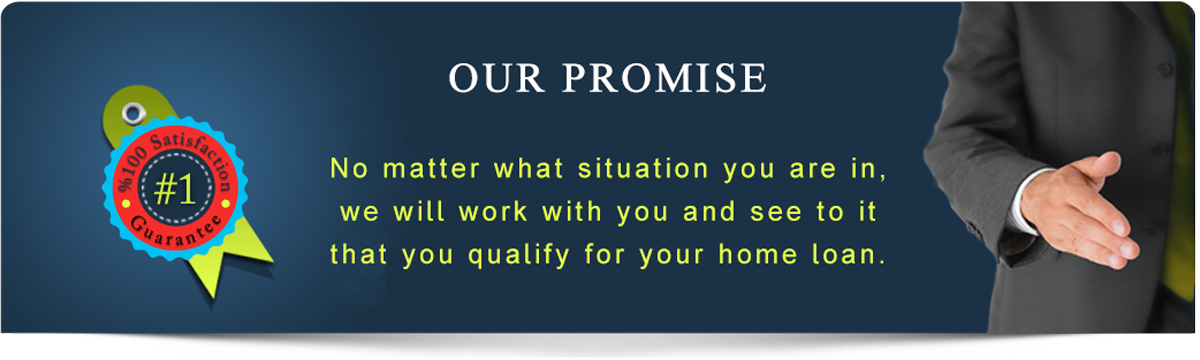 OUR PROMISE
%100 Satisfaction
#1
Guarantee
No matter what situation you are in,
we will work with you and see to it
that you qualify for your home loan.